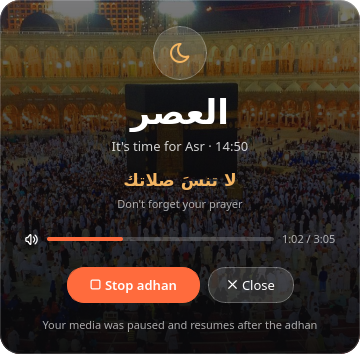 العصر
It's time for Asr · 14:50
لا تنسَ صلاتك
Don't forget your prayer
1:02 / 3:05
Stop adhan
Close
Your media was paused and resumes after the adhan